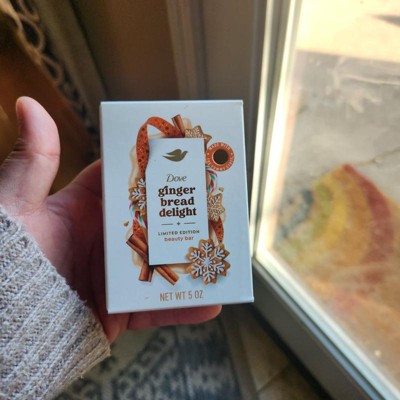 Dove
ginger
bread
delight
LIMITED EDITION
beauty bar
NET WT 5 OZ